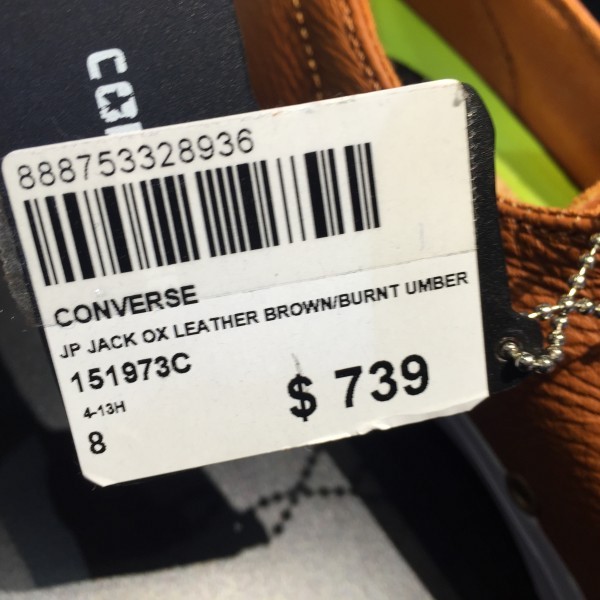 888753328936
CONVERSE
JP JACK OX LEATHER BROWN/BURNT UMBER
151973C
4-13H
8
$ 739